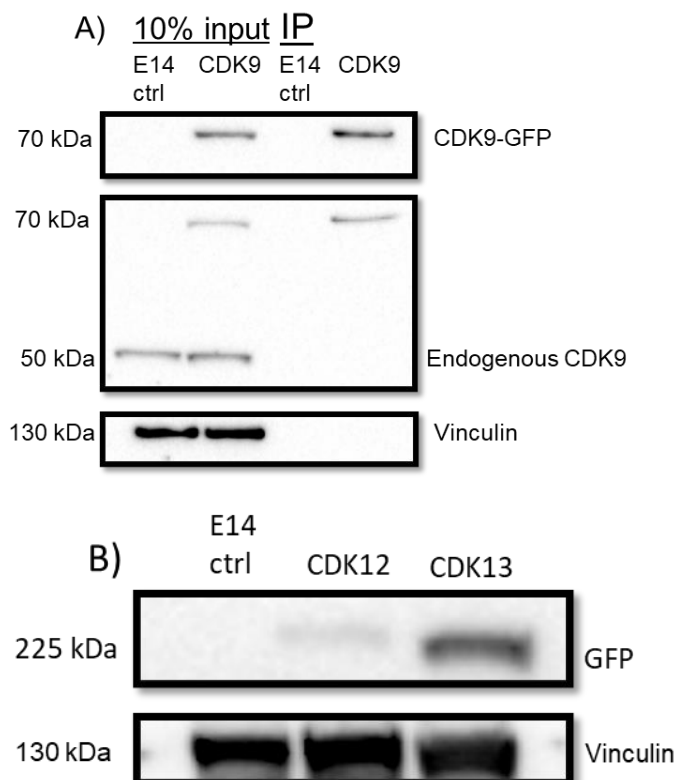 A) 10% input IP
E14 CDK9 E14 CDK9
ctrl ctrl
70 kDa CDK9-GFP
70 kDa
50 kDa Endogenous CDK9
130 kDa Vinculin
E14
B) ctrl CDK12 CDK13
225 kDa GFP
130 kDa Vinculin